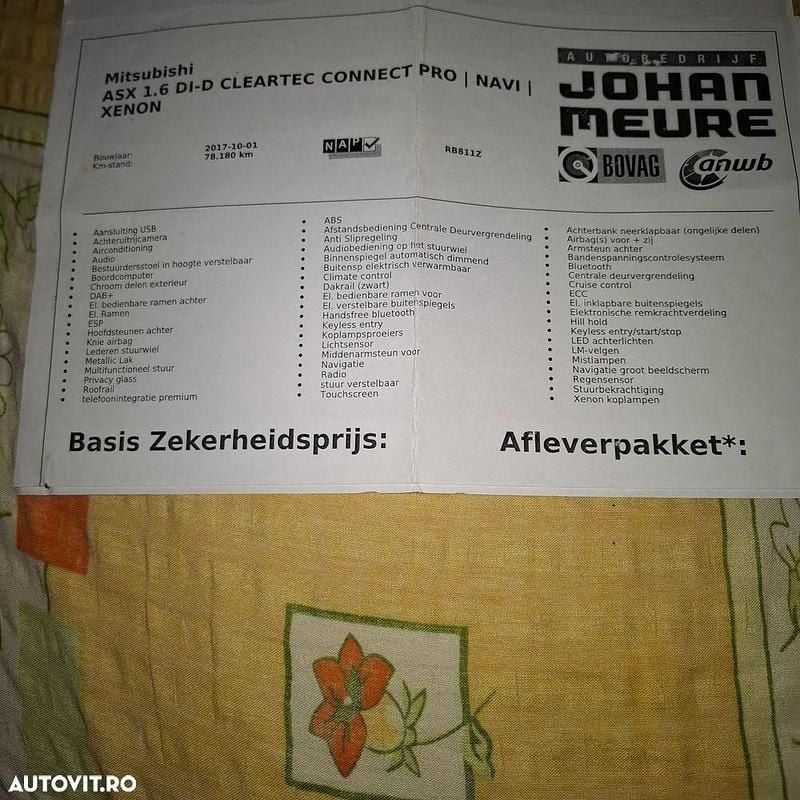 Mitsubishi
ASX 1.6 DI-D CLEARTEC CONNECT PRO | NAVI |
XENON
AUTOBEDRIJF
JOHAN
MEURE
BOVAG
anwb
Bouwjaar: 2017-10-01
Km-stand: 78.180 km
NAP
RB811Z
Aansluiting USB
Achteruitrijcamera
Airconditioning
Audio
Bestuurdersstoel in hoogte verstelbaar
Boordcomputer
Chroom delen exterieur
DAB+
El. bedienbare ramen achter
El. Ramen
ESP
Hoofdsteunen achter
Knie airbag
Lederen stuurwiel
Metallic Lak
Multifunctioneel stuur
Privacy glass
Roofrail
telefoonintegratie premium
ABS
Afstandsbediening Centrale Deurvergrendeling
Anti Slipregeling
Audiobediening op het stuurwiel
Binnenspiegel automatisch dimmend
Buitensp elektrisch verwarmbaar
Climate control
Dakrail (zwart)
El. bedienbare ramen voor
El. verstelbare buitenspiegels
Handsfree bluetooth
Keyless entry
Koplampsproeiers
Lichtsensor
Middenarmsteun voor
Navigatie
Radio
stuur verstelbaar
Touchscreen
Achterbank neerklapbaar (ongelijke delen)
Airbag(s) voor + zij
Armsteun achter
Bandenspanningscontrolesysteem
Bluetooth
Centrale deurvergrendeling
Cruise control
ECC
El. inklapbare buitenspiegels
Elektronische remkrachtverdeling
Hill hold
Keyless entry/start/stop
LED achterlichten
LM-velgen
Mistlampen
Navigatie groot beeldscherm
Regensensor
Stuurbekrachtiging
Xenon koplampen
Basis Zekerheidsprijs:
Afleverpakket*:
AUTOVIT.RO